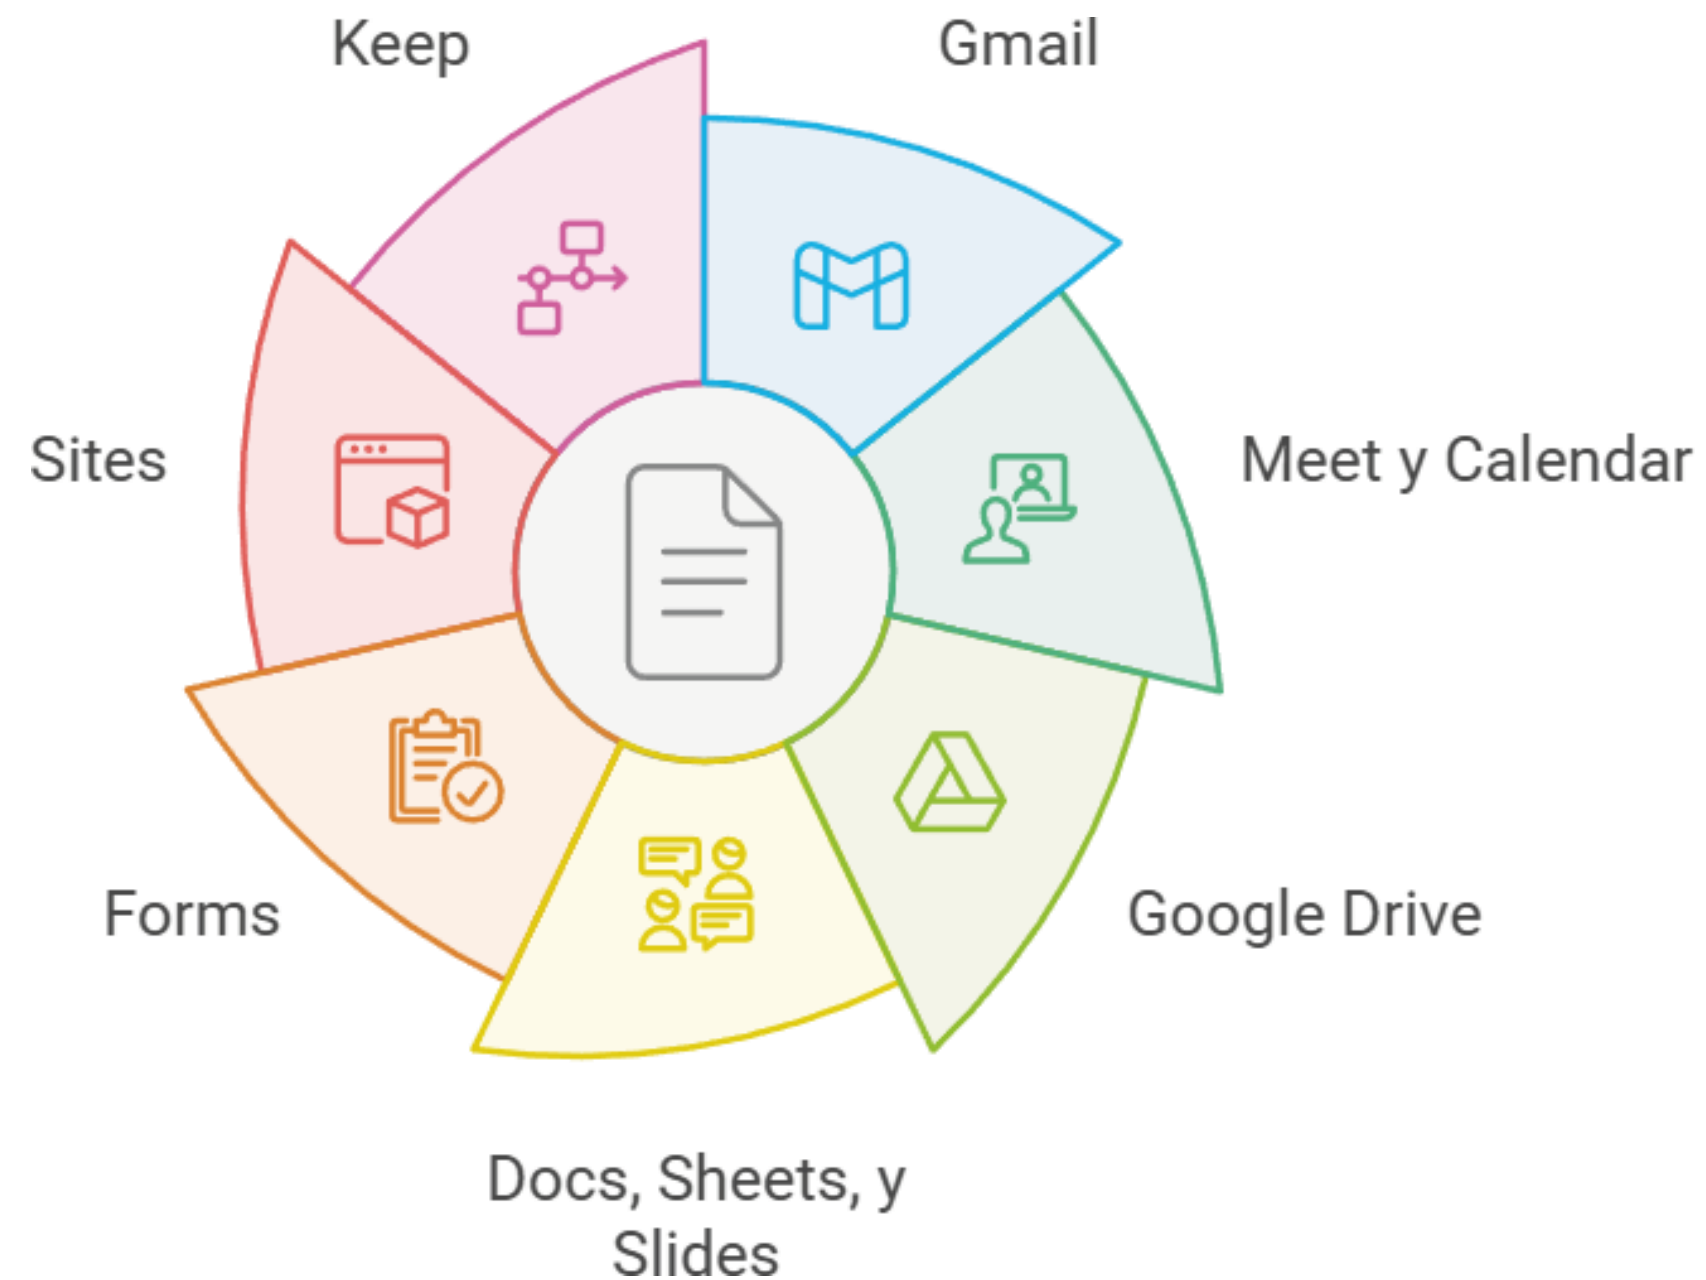 Keep
Gmail
Sites
Meet y Calendar
Forms
Google Drive
Docs, Sheets, y
Slides